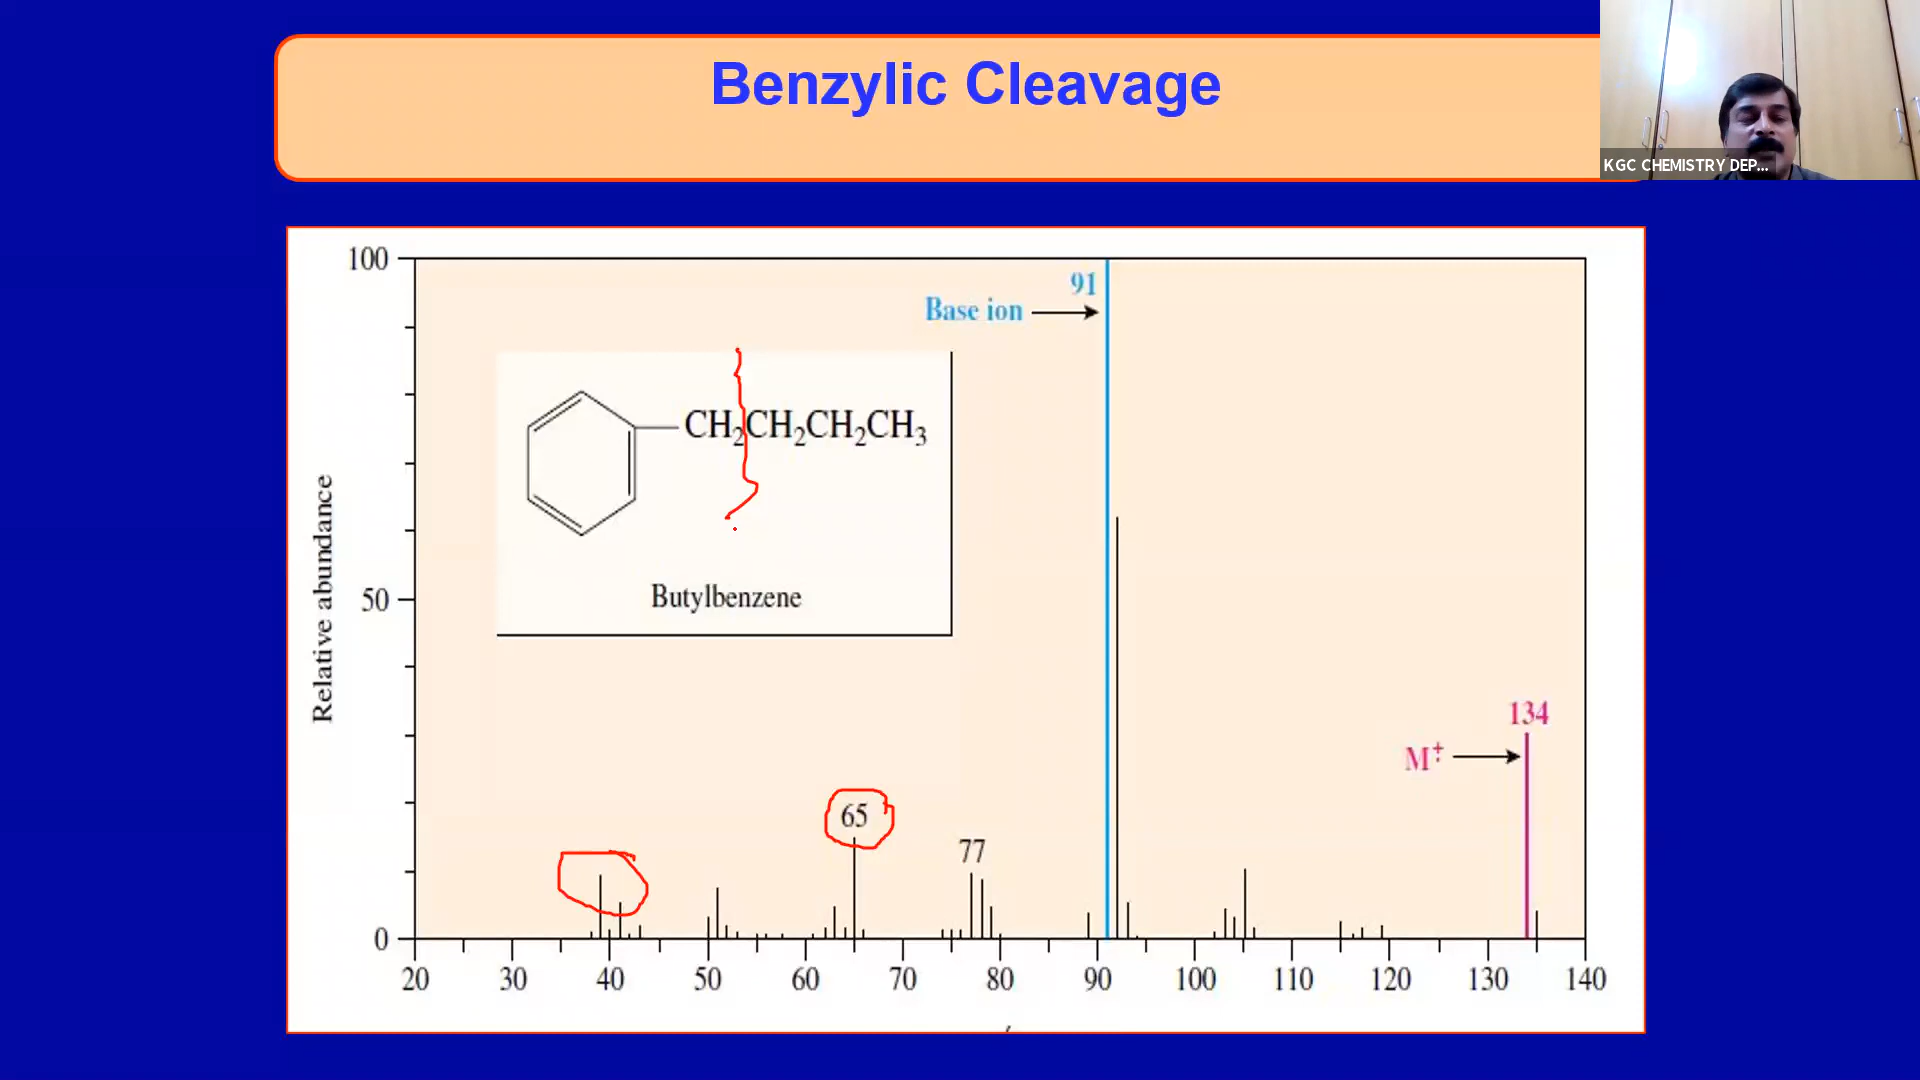 Benzylic Cleavage
KGC CHEMISTRY DEP...
100
91
Base ion
CH₂CH₂CH₂CH₃
Butylbenzene
Relative abundance
50
134
M⁺·
65
77
0
20 30 40 50 60 70 80 90 100 110 120 130 140